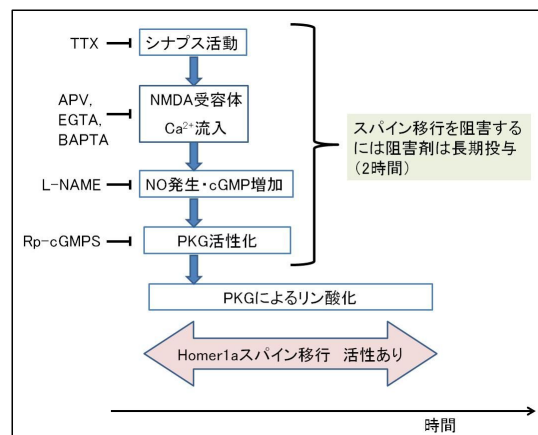 TTX
シナプス活動
APV,
EGTA,
BAPTA
NMDA受容体
Ca²⁺流入
スパイン移行を阻害する
には阻害剤は長期投与
(2時間)
L-NAME
NO発生・cGMP増加
Rp-cGMPS
PKG活性化
PKGによるリン酸化
Homer1aスパイン移行 活性あり
時間